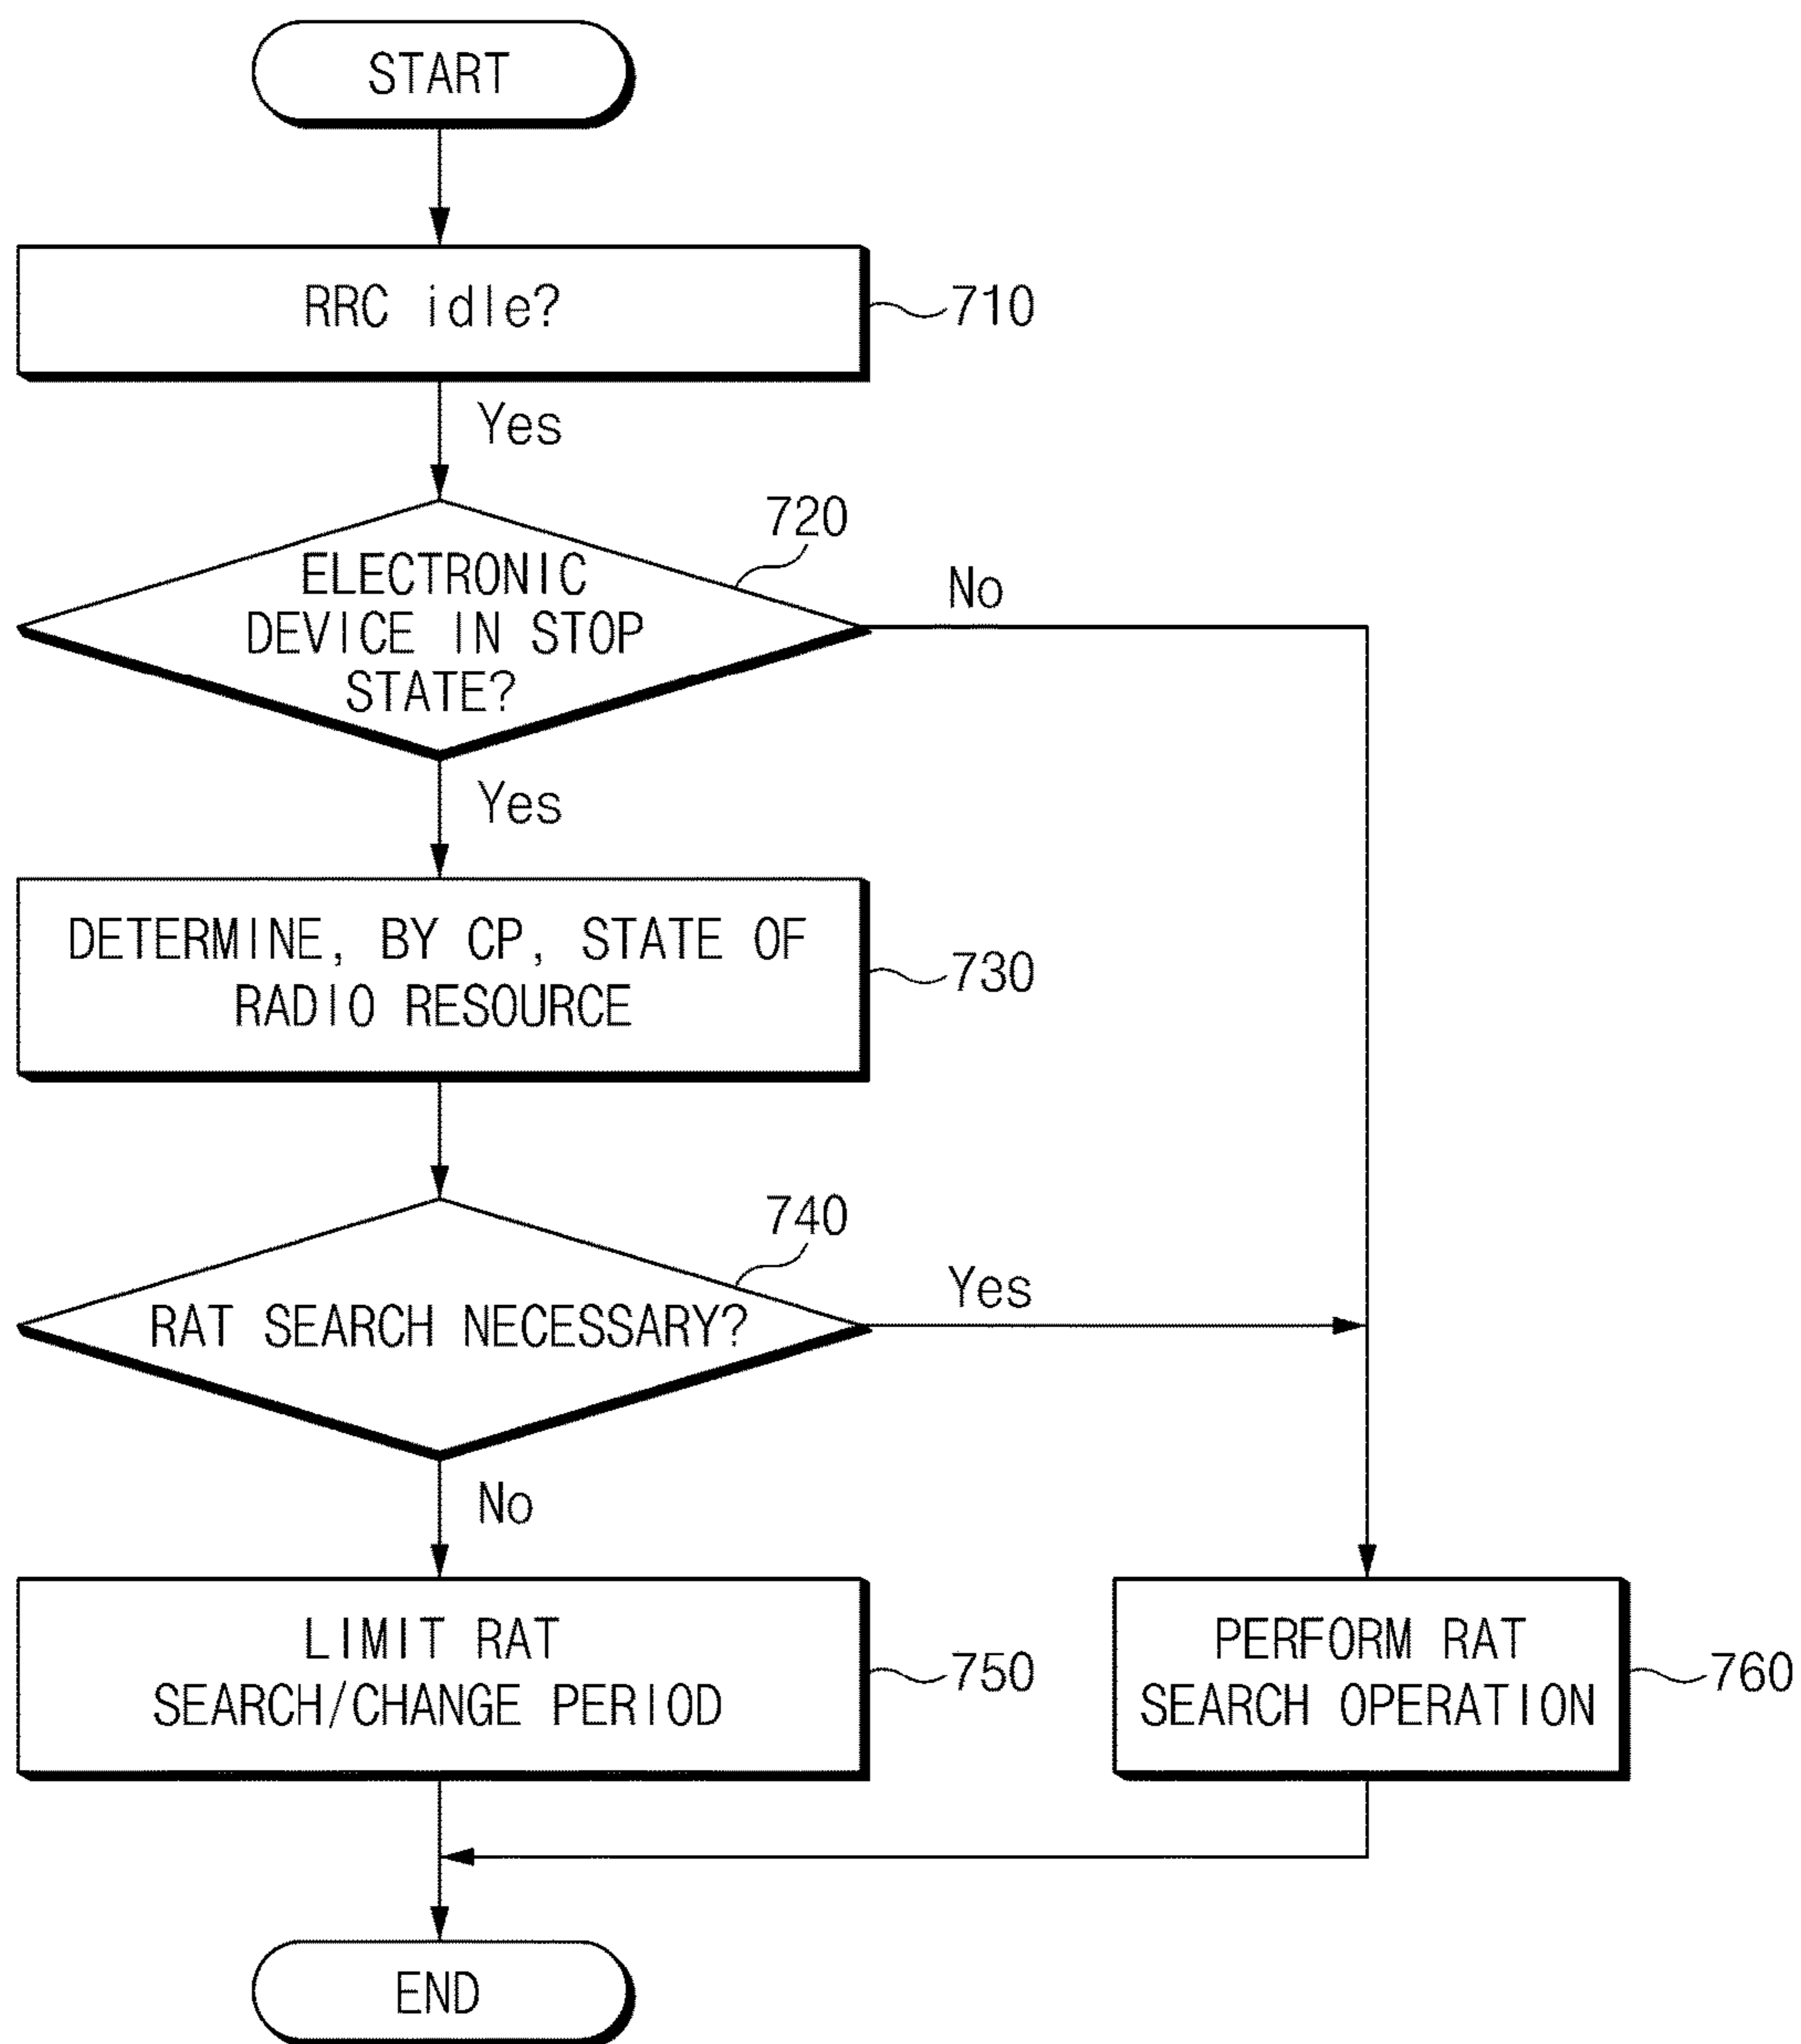 START
RRC idle?
710
Yes
720
ELECTRONIC
DEVICE IN STOP
STATE?
No
Yes
DETERMINE, BY CP, STATE OF
RADIO RESOURCE
730
740
RAT SEARCH NECESSARY?
Yes
No
LIMIT RAT
SEARCH/CHANGE PERIOD
750
PERFORM RAT
SEARCH OPERATION
760
END